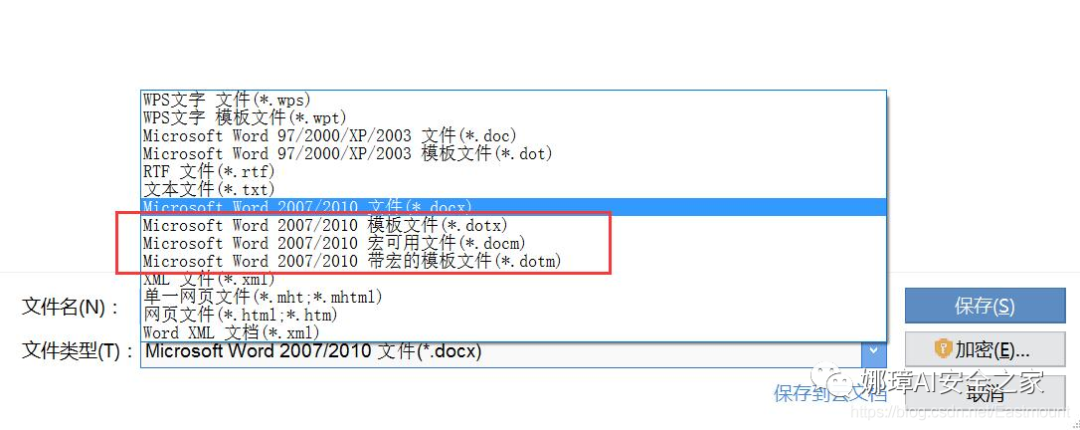 WPS文字 文件(*.wps)
WPS文字 模板文件(*.wpt)
Microsoft Word 97/2000/XP/2003 文件(*.doc)
Microsoft Word 97/2000/XP/2003 模板文件(*.dot)
RTF 文件(*.rtf)
文本文件(*.txt)
Microsoft Word 2007/2010 文件(*.docx)
Microsoft Word 2007/2010 模板文件(*.dotx)
Microsoft Word 2007/2010 宏可用文件(*.docm)
Microsoft Word 2007/2010 带宏的模板文件(*.dotm)
XML 文件(*.xml)
单一网页文件(*.mht;*.mhtml)
网页文件(*.html;*.htm)
Word XML 文档(*.xml)
文件名(N)：
保存(S)
文件类型(T)：
Microsoft Word 2007/2010 文件(*.docx)
加密(E)...
娜璋AI安全之家
保存到云文档
取消
https://blog.csdn.net/Eastmount